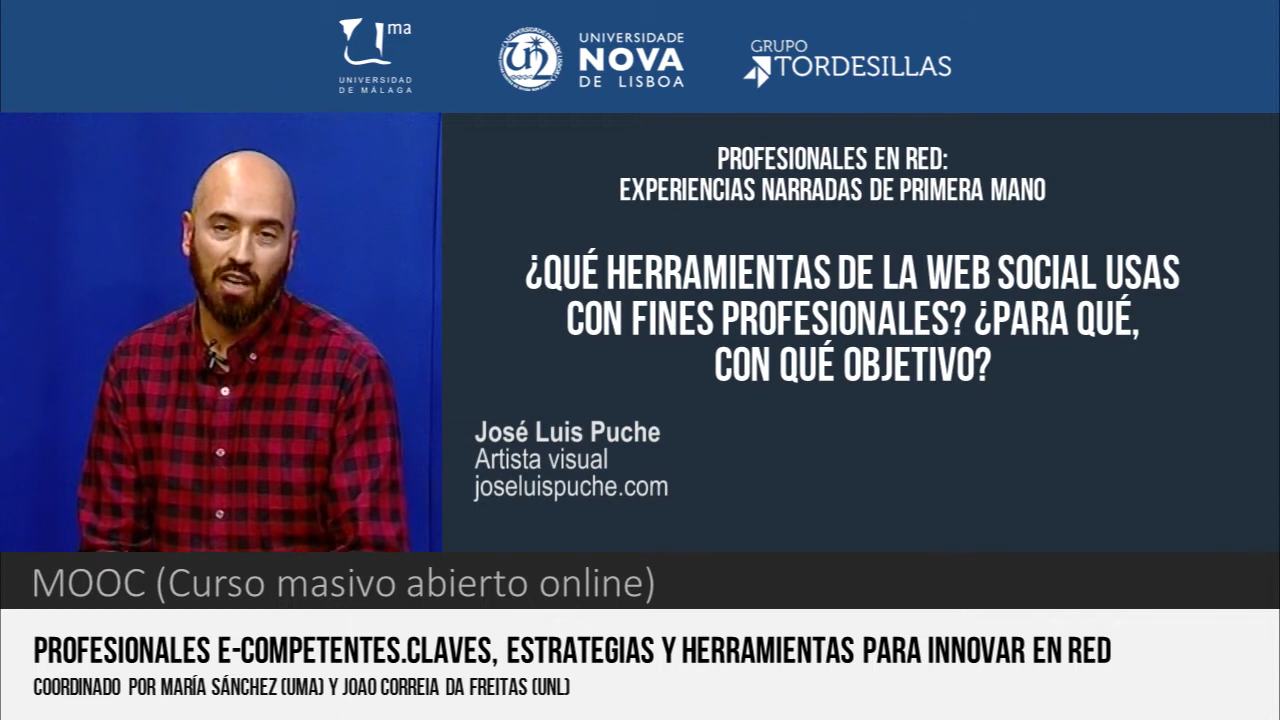 ma
UNIVERSIDAD
DE MÁLAGA
UNIVERSIDADE
NOVA
DE LISBOA
GRUPO
TORDESILLAS
PROFESIONALES EN RED:
EXPERIENCIAS NARRADAS DE PRIMERA MANO
¿QUÉ HERRAMIENTAS DE LA WEB SOCIAL USAS
CON FINES PROFESIONALES? ¿PARA QUÉ,
CON QUÉ OBJETIVO?
José Luis Puche
Artista visual
joseluispuche.com
MOOC (Curso masivo abierto online)
PROFESIONALES E-COMPETENTES.CLAVES, ESTRATEGIAS Y HERRAMIENTAS PARA INNOVAR EN RED
COORDINADO POR MARÍA SÁNCHEZ (UMA) Y JOAO CORREIA DA FREITAS (UNL)